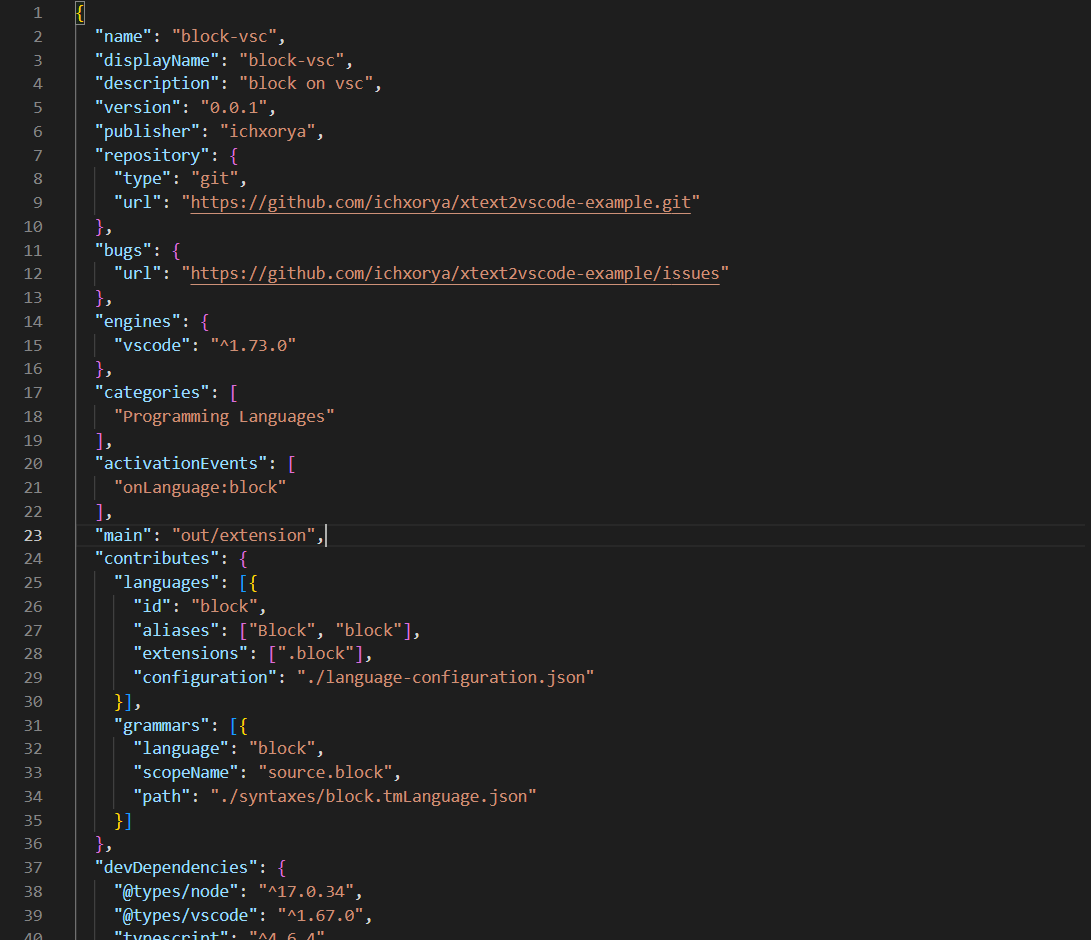 1 {
2 "name": "block-vsc",
3 "displayName": "block-vsc",
4 "description": "block on vsc",
5 "version": "0.0.1",
6 "publisher": "ichxorya",
7 "repository": {
8 "type": "git",
9 "url": "https://github.com/ichxorya/xtext2vscode-example.git"
10 },
11 "bugs": {
12 "url": "https://github.com/ichxorya/xtext2vscode-example/issues"
13 },
14 "engines": {
15 "vscode": "^1.73.0"
16 },
17 "categories": [
18 "Programming Languages"
19 ],
20 "activationEvents": [
21 "onLanguage:block"
22 ],
23 "main": "out/extension",
24 "contributes": {
25 "languages": [{
26 "id": "block",
27 "aliases": ["Block", "block"],
28 "extensions": [".block"],
29 "configuration": "./language-configuration.json"
30 }],
31 "grammars": [{
32 "language": "block",
33 "scopeName": "source.block",
34 "path": "./syntaxes/block.tmLanguage.json"
35 }]
36 },
37 "devDependencies": {
38 "@types/node": "^17.0.34",
39 "@types/vscode": "^1.67.0",
40 "typescript": "^4.6.4"